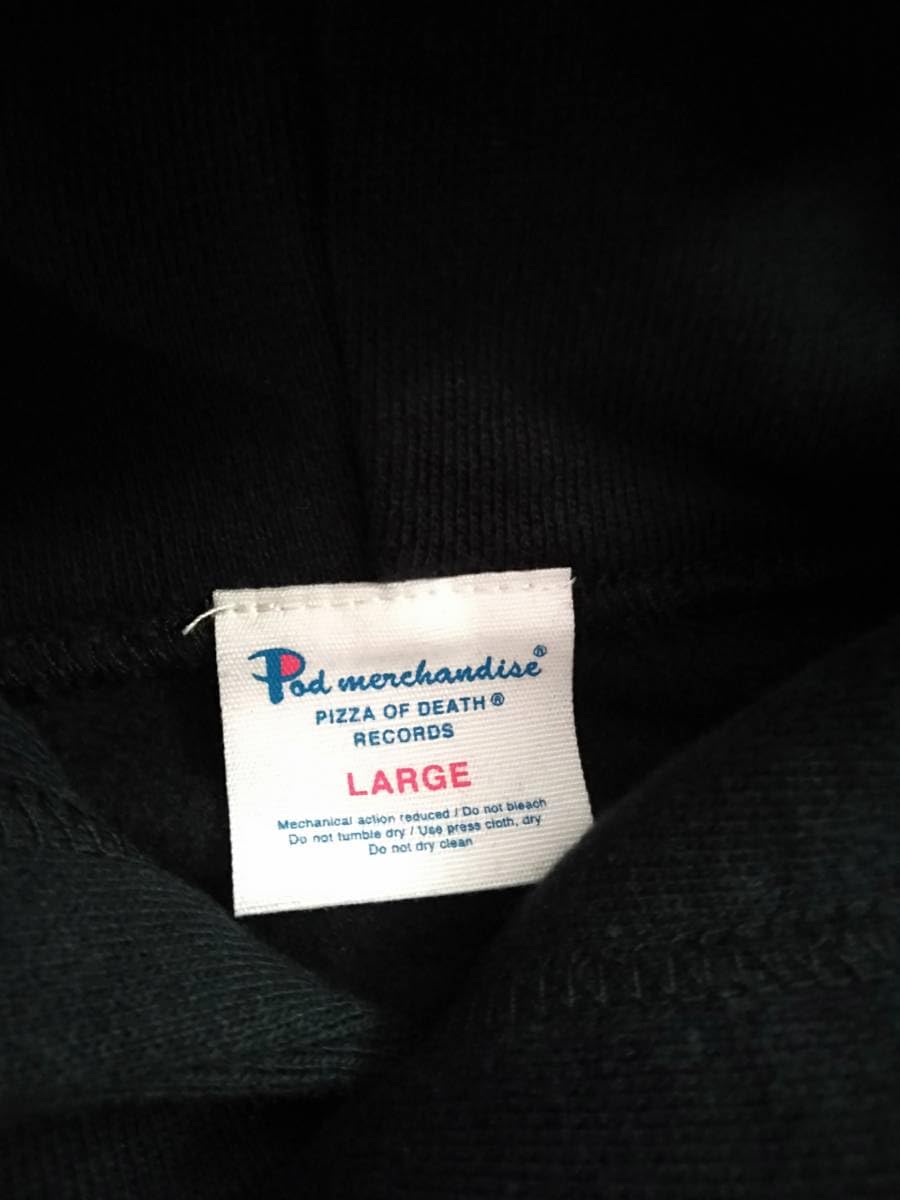 Pod merchandise®
PIZZA OF DEATH®
RECORDS
LARGE
Mechanical action reduced / Do not bleach
Do not tumble dry / Use press cloth, dry
Do not dry clean